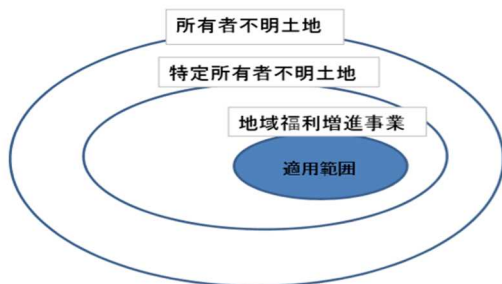 所有者不明土地
特定所有者不明土地
地域福利増進事業
適用範囲